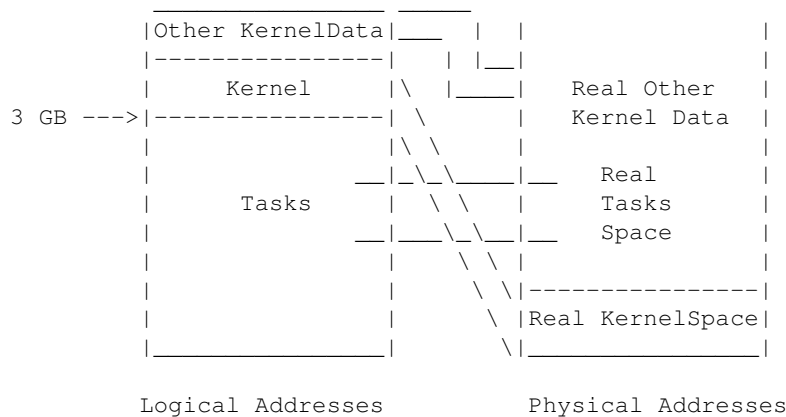 Other KernelData
Kernel Real Other
3 GB ---> Kernel Data
Real
Tasks Tasks
Space
Real KernelSpace
Logical Addresses Physical Addresses